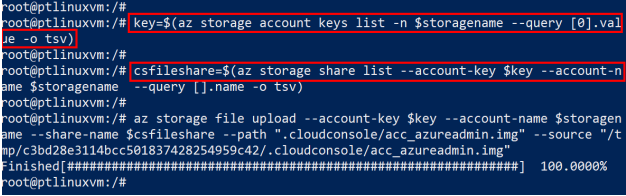 root@ptlinuxvm:/#
root@ptlinuxvm:/# key=$(az storage account keys list -n $storagename --query [0].val
ue -o tsv)
root@ptlinuxvm:/#
root@ptlinuxvm:/# csfileshare=$(az storage share list --account-key $key --account-n
ame $storagename  --query [].name -o tsv)
root@ptlinuxvm:/#
root@ptlinuxvm:/# az storage file upload --account-key $key --account-name $storagen
ame --share-name $csfileshare --path ".cloudconsole/acc_azureadmin.img" --source "/t
mp/c3bd28e3114bcc501837428254959c42/.cloudconsole/acc_azureadmin.img"
Finished[#############################################################]  100.0000%
root@ptlinuxvm:/#